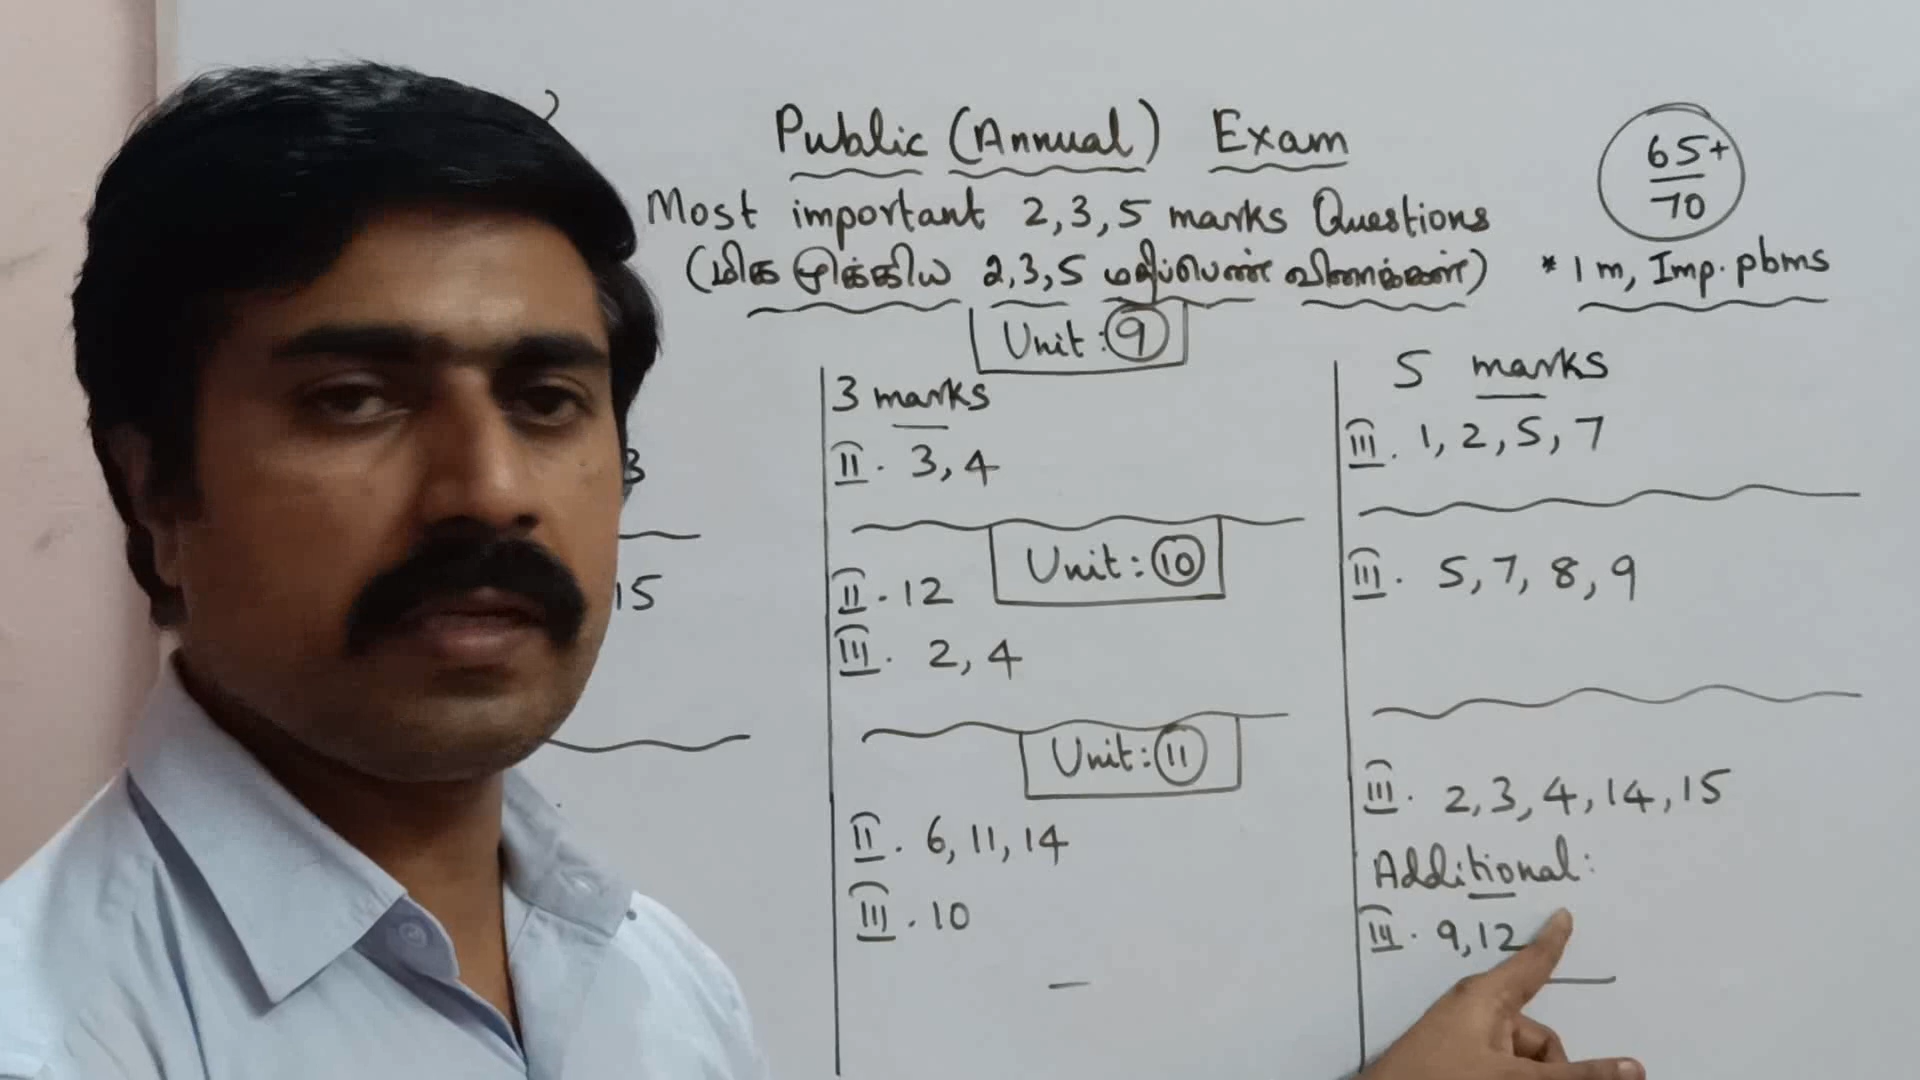 Public (Annual) Exam
65+
70
Most important 2,3,5 marks Questions
(மிக முக்கிய 2,3,5 மதிப்பெண் வினாக்கள்)
* 1 m, Imp. pbms
Unit: 9
3 marks
II. 3, 4
5 marks
III. 1, 2, 5, 7
3
Unit: 10
15
II. 12
III. 2, 4
III. 5, 7, 8, 9
Unit: 11
II. 6, 11, 14
III. 10
III. 2, 3, 4, 14, 15
Additional:
III. 9, 12